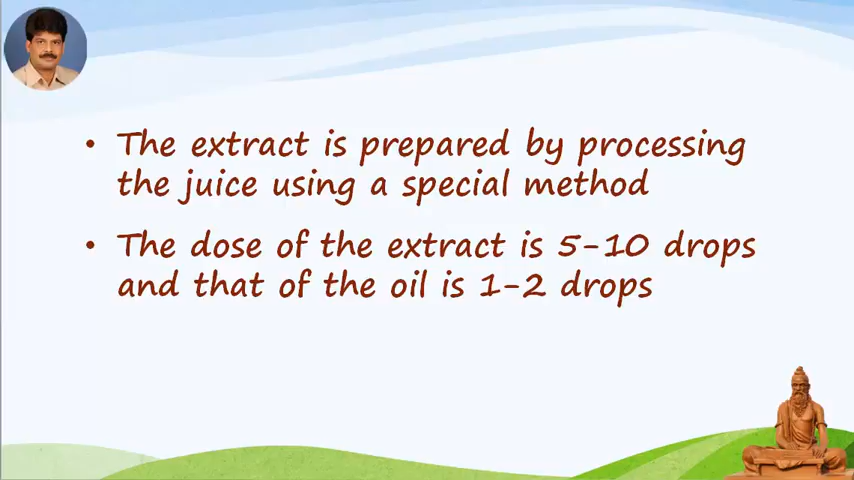 • The extract is prepared by processing
the juice using a special method
• The dose of the extract is 5-10 drops
and that of the oil is 1-2 drops